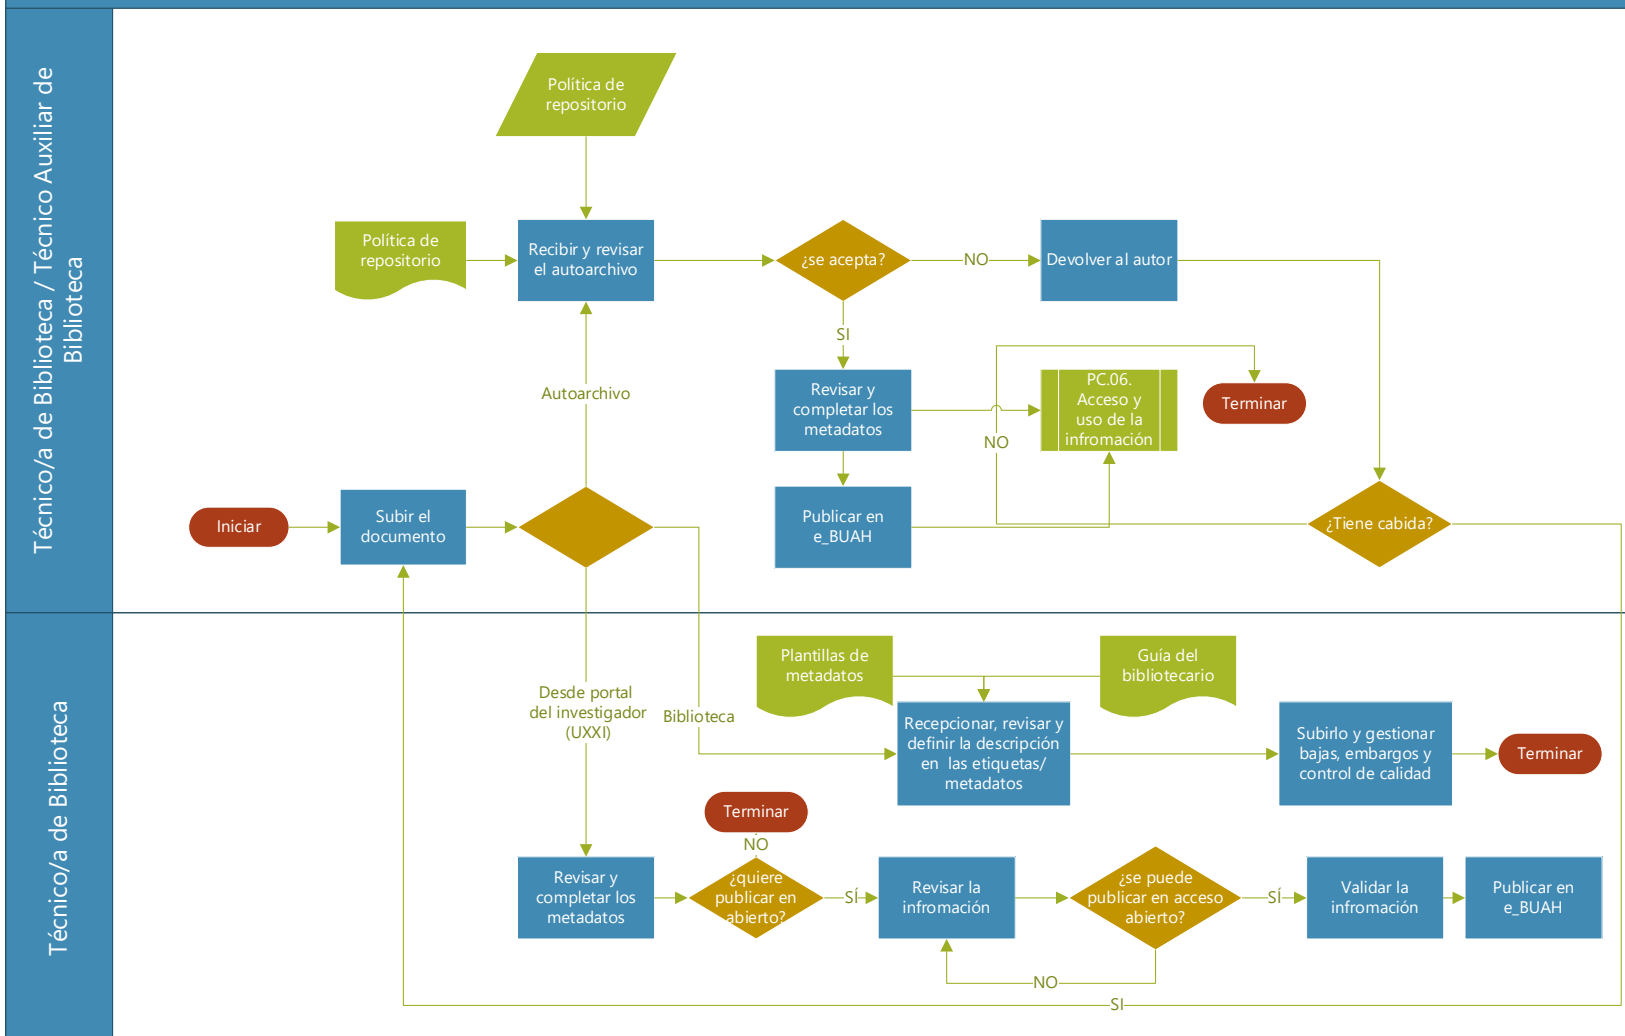 Técnico/a de Biblioteca / Técnico Auxiliar de
Biblioteca
Política de
repositorio
Política de
repositorio
Recibir y revisar
el autoarchivo
¿se acepta?
NO
Devolver al autor
SI
Autoarchivo
Revisar y
completar los
metadatos
PC.06.
Acceso y
uso de la
infromación
Terminar
NO
Iniciar
Subir el
documento
Publicar en
e_BUAH
¿Tiene cabida?
Técnico/a de Biblioteca
Plantillas de
metadatos
Guía del
bibliotecario
Desde portal
del investigador
(UXXI)
Biblioteca
Recepcionar, revisar y
definir la descripción
en las etiquetas/
metadatos
Subirlo y gestionar
bajas, embargos y
control de calidad
Terminar
Terminar
NO
Revisar y
completar los
metadatos
¿quiere
publicar en
abierto?
SÍ
Revisar la
infromación
¿se puede
publicar en acceso
abierto?
SÍ
Validar la
infromación
Publicar en
e_BUAH
NO
SI